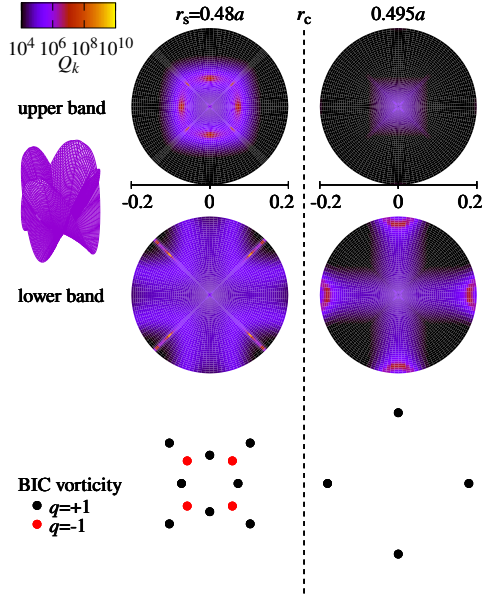 r_s=0.48a r_c 0.495a
10^4 10^6 10^8 10^10
Q_k
upper band
-0.2 0 0.2 -0.2 0 0.2
lower band
BIC vorticity
q=+1
q=-1